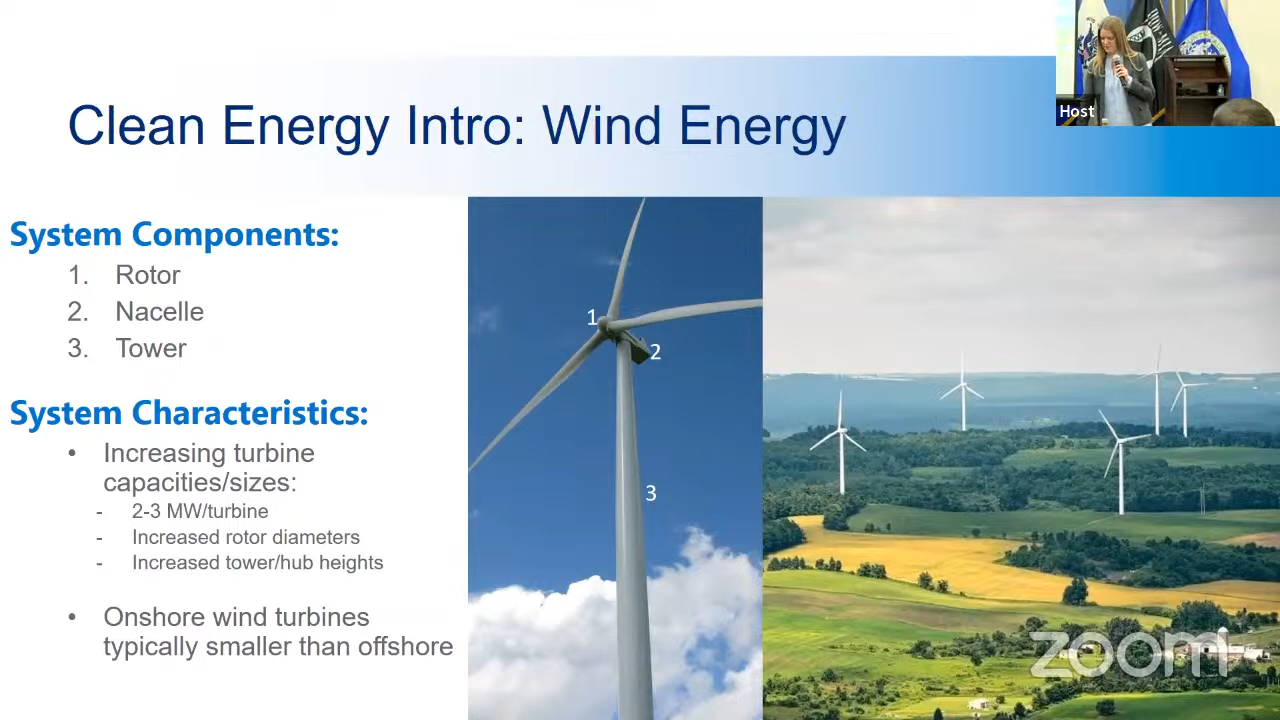 Clean Energy Intro: Wind Energy
Host
System Components:
1. Rotor
2. Nacelle
3. Tower
System Characteristics:
• Increasing turbine
capacities/sizes:
- 2-3 MW/turbine
- Increased rotor diameters
- Increased tower/hub heights
• Onshore wind turbines
typically smaller than offshore
1
2
3
zoom